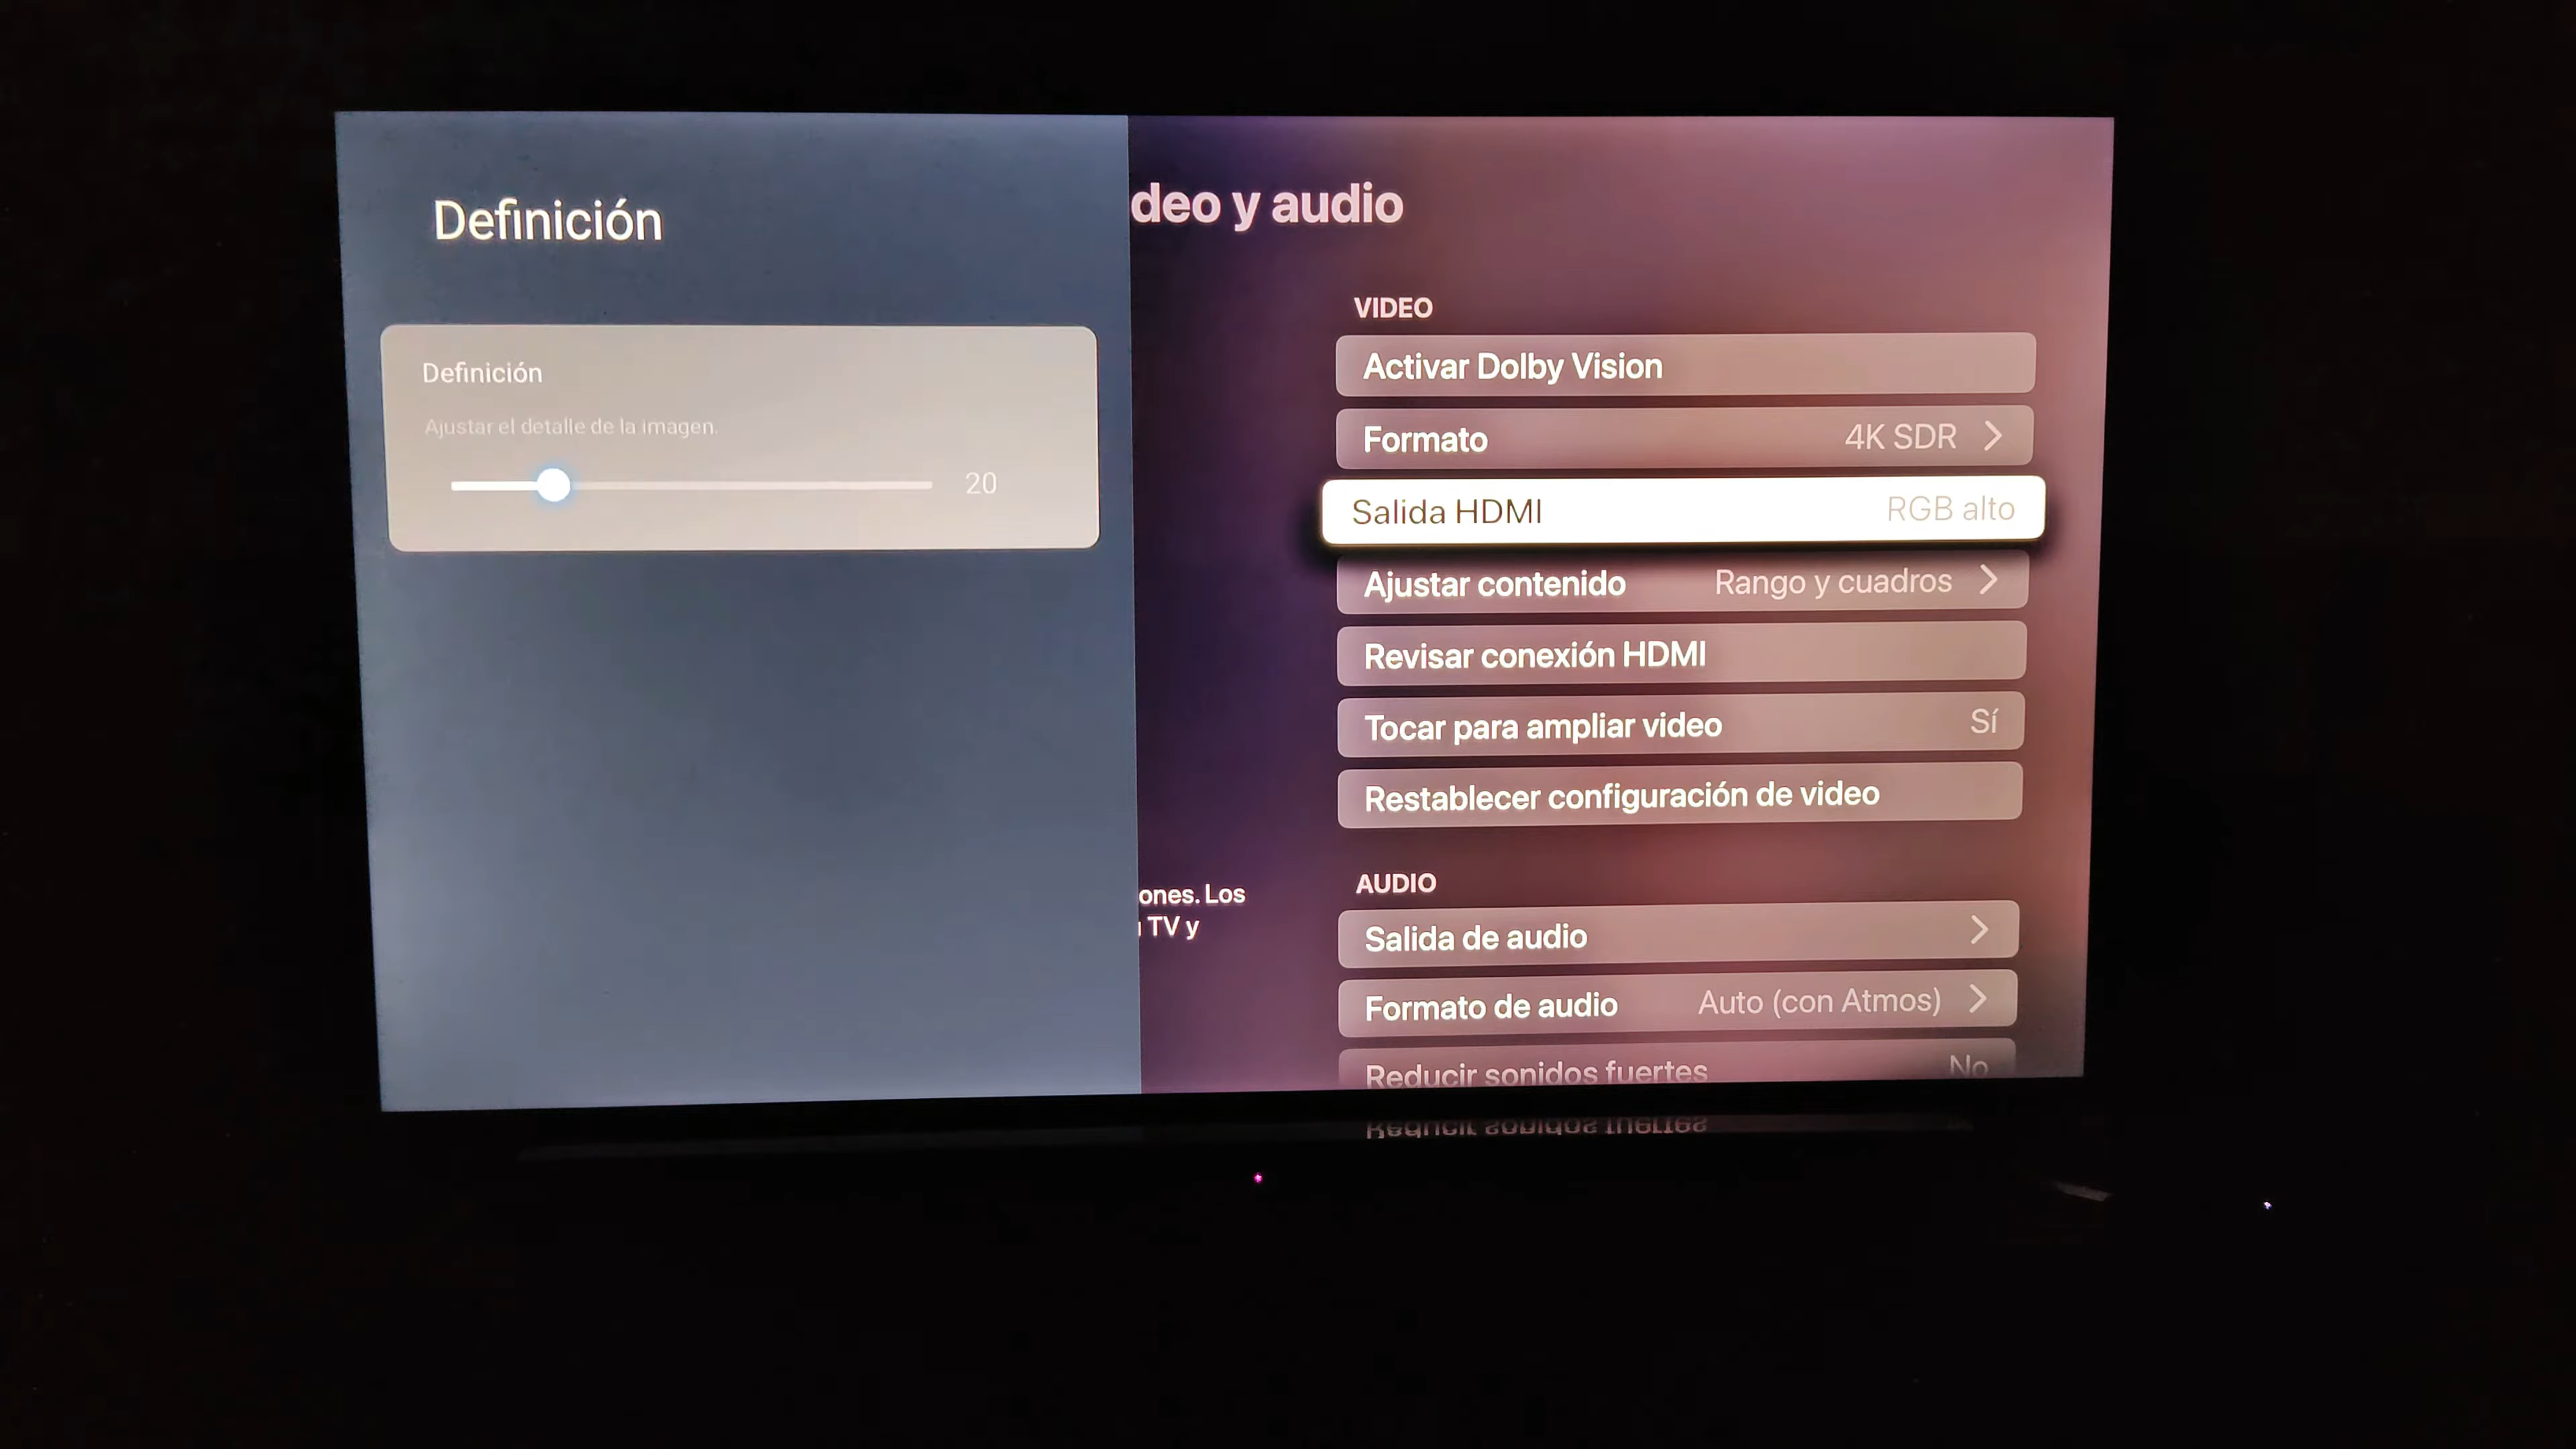 Definición
Definición
Ajustar el detalle de la imagen.
20
deo y audio
VIDEO
Activar Dolby Vision
Formato 4K SDR
Salida HDMI RGB alto
Ajustar contenido Rango y cuadros
Revisar conexión HDMI
Tocar para ampliar video Sí
Restablecer configuración de video
ones. Los
TV y
AUDIO
Salida de audio
Formato de audio Auto (con Atmos)
Reducir sonidos fuertes No